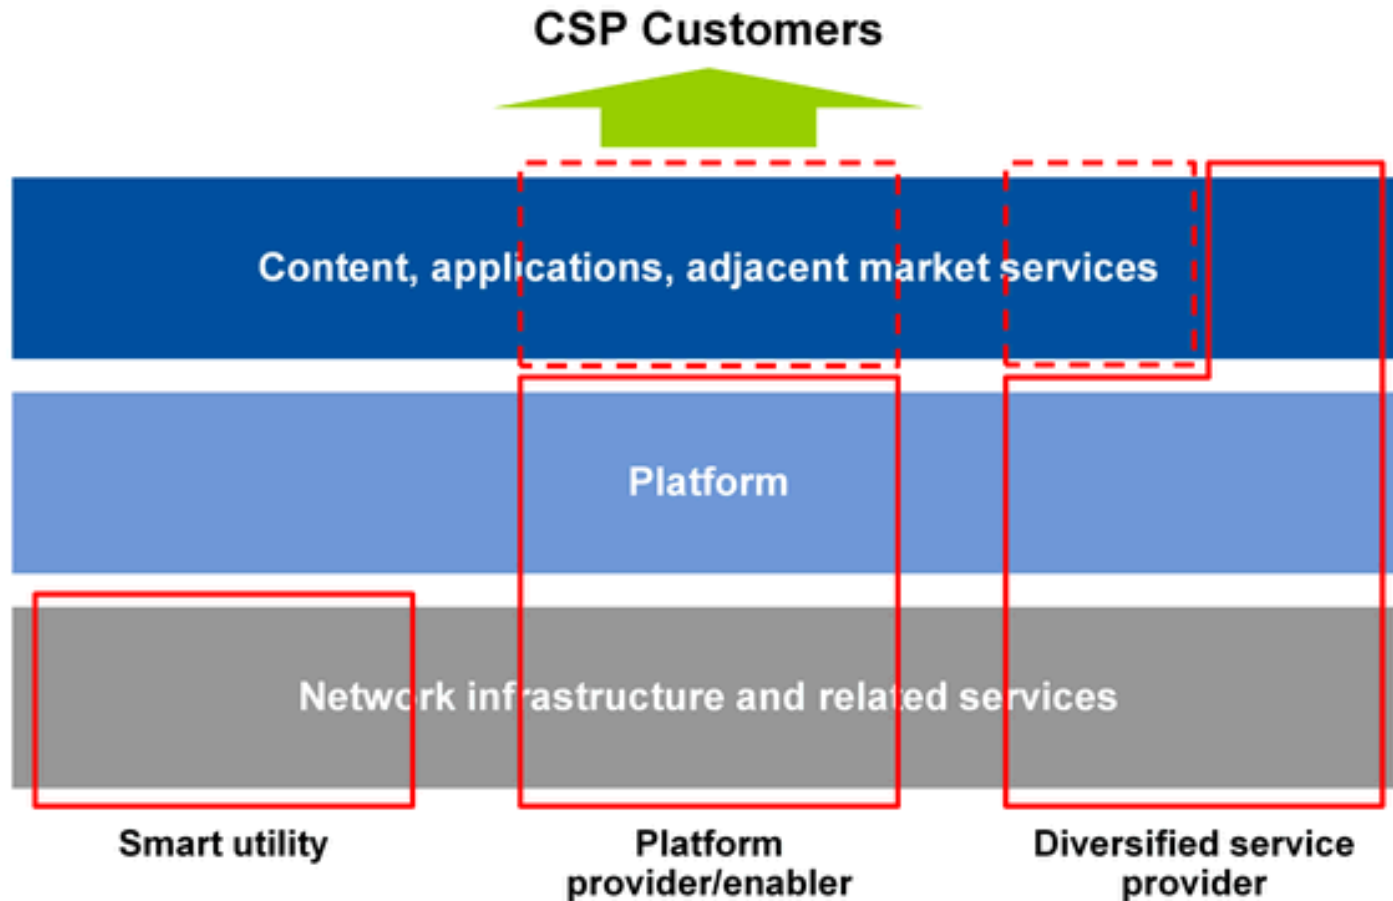 CSP Customers
Content, applications, adjacent market services
Platform
Network infrastructure and related services
Smart utility
Platform
provider/enabler
Diversified service
provider